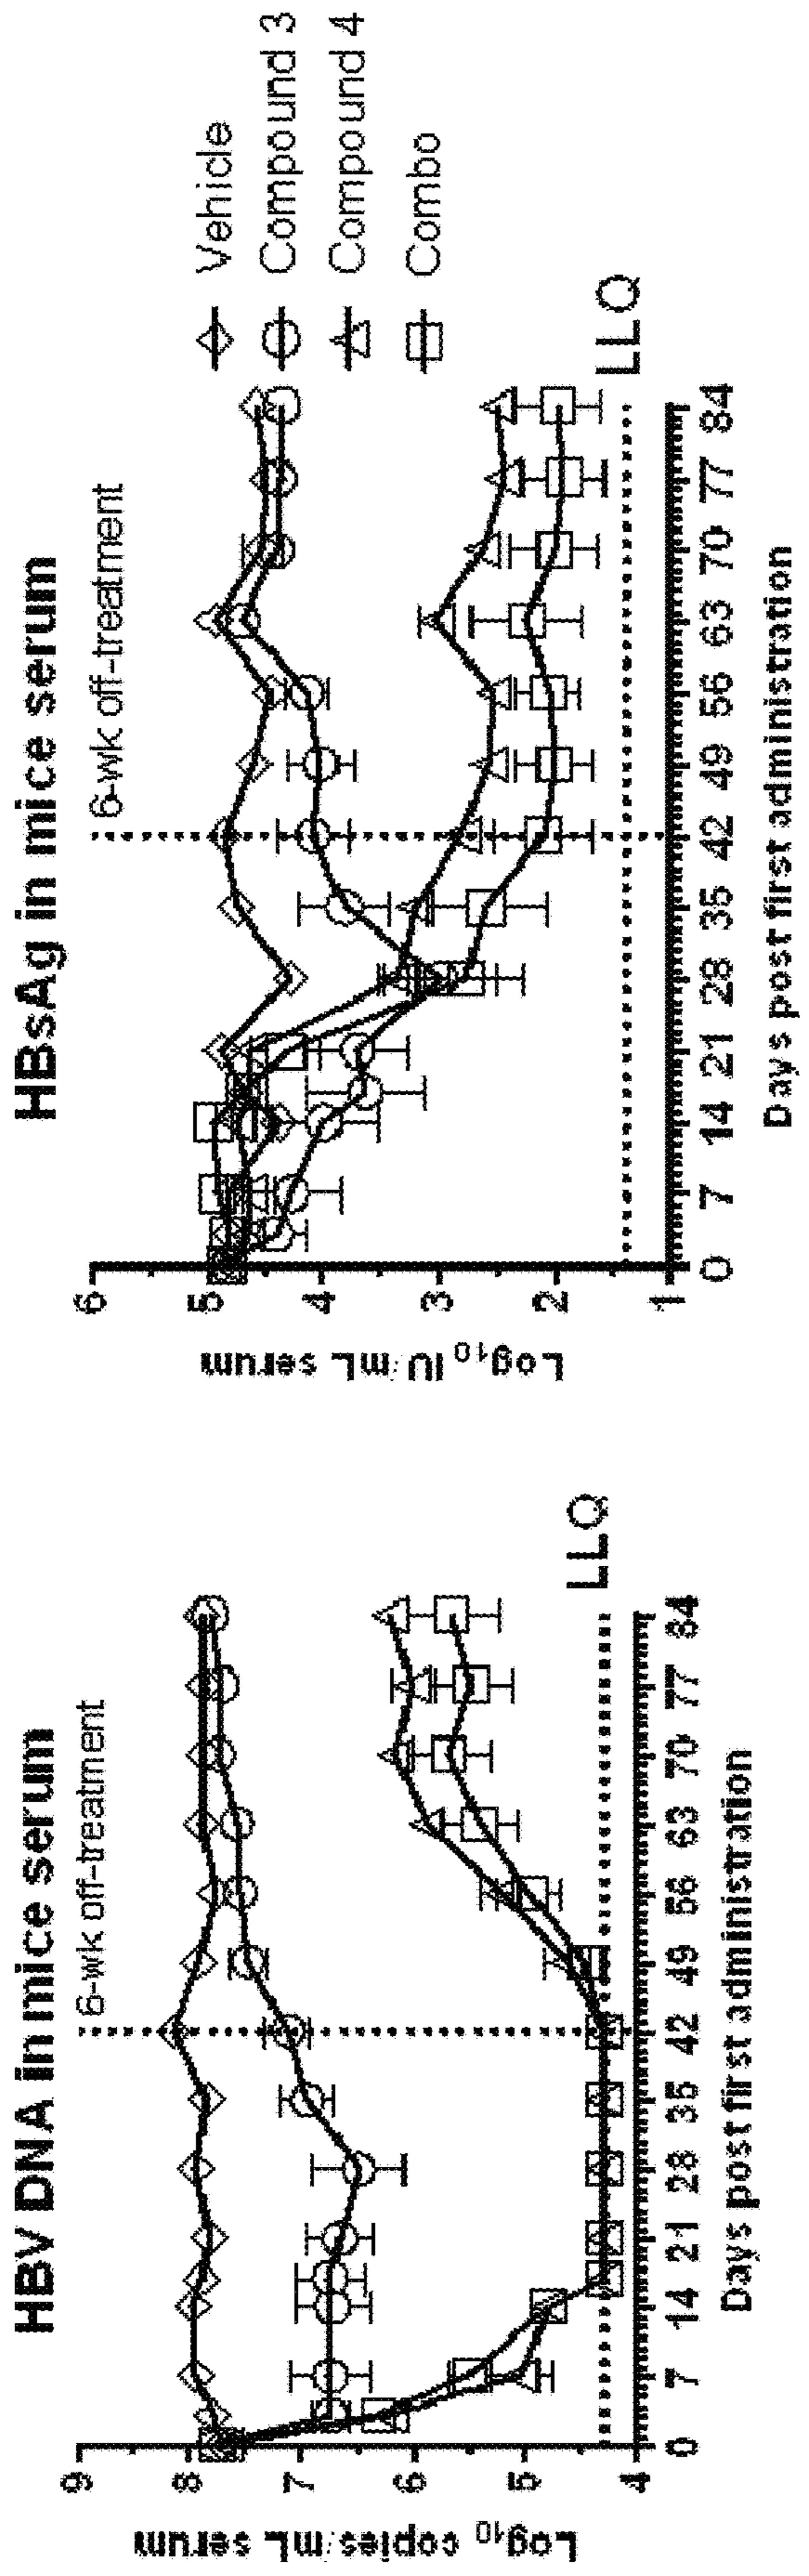 HBV DNA in mice serum
6-wk off-treatment
Log10 copies/mL serum
9
8
7
6
5
4
LLQ
0 7 14 21 28 35 42 49 56 63 70 77 84
Days post first administration
HBsAg in mice serum
6-wk off-treatment
Log10 IU/mL serum
6
5
4
3
2
1
LLQ
0 7 14 21 28 35 42 49 56 63 70 77 84
Days post first administration
Vehicle
Compound 3
Compound 4
Combo